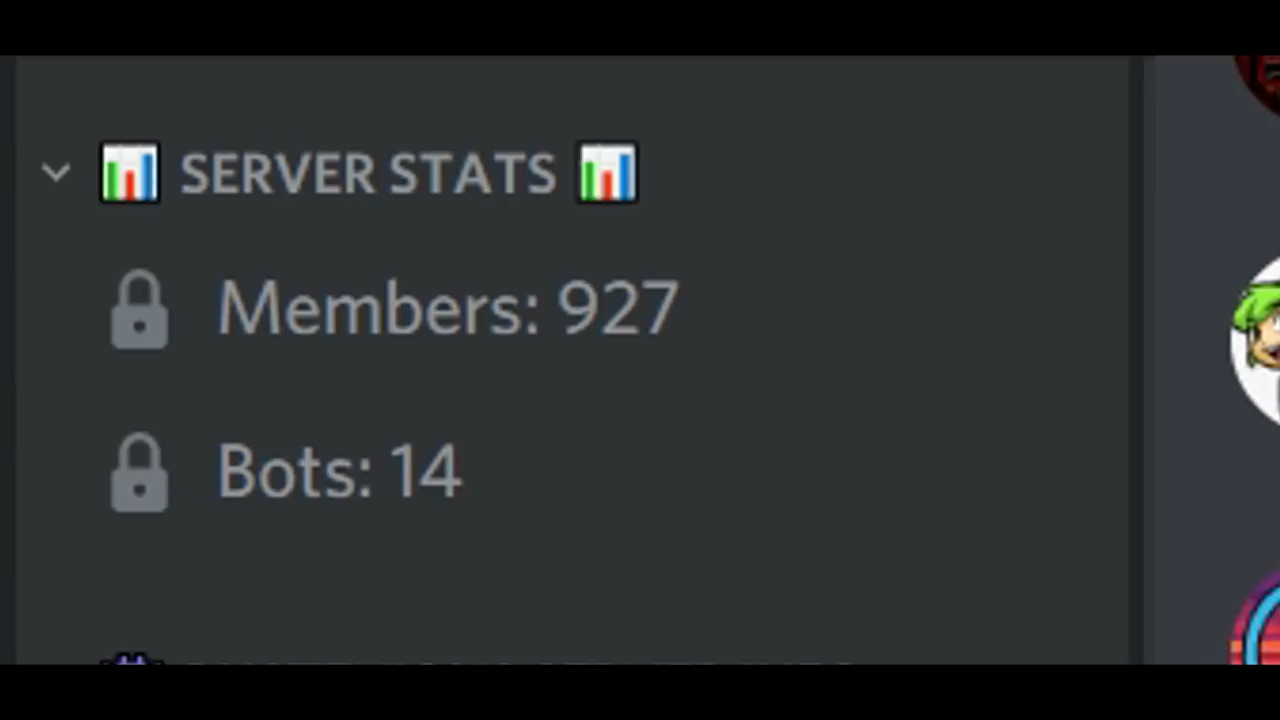 📊 SERVER STATS 📊
Members: 927
Bots: 14